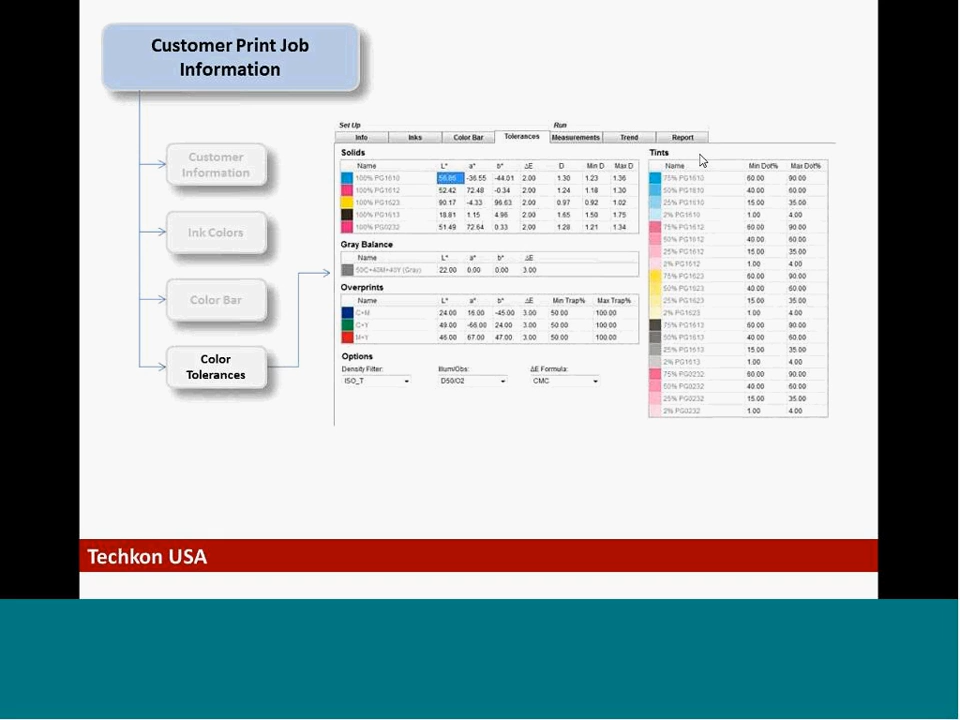 Customer Print Job
Information
Customer
Information
Ink Colors
Color Bar
Color
Tolerances
Set Up
Run
Info Inks Color Bar Tolerances Measurements Trend Report
Solids
Name L* a* b* ΔE D Min D Max D
100% PG1610 56.86 -36.55 -44.01 2.00 1.30 1.23 1.36
100% PG1612 52.42 72.48 -0.34 2.00 1.24 1.18 1.30
100% PG1623 90.17 -4.33 96.63 2.00 0.97 0.92 1.02
100% PG1613 18.81 1.15 4.96 2.00 1.65 1.50 1.75
100% PG0232 51.49 72.64 0.33 2.00 1.28 1.21 1.34
Gray Balance
Name L* a* b* ΔE
50C+40M+40Y (Gray) 22.00 0.00 0.00 3.00
Overprints
Name L* a* b* ΔE Min Trap% Max Trap%
C+M 24.00 16.00 -45.00 3.00 50.00 100.00
C+Y 49.00 -66.00 24.00 3.00 50.00 100.00
M+Y 46.00 67.00 47.00 3.00 50.00 100.00
Options
Density Filter: Illum/Obs: ΔE Formula:
ISO_T D50/O2 CMC
Tints
Name Min Dot% Max Dot%
75% PG1610 60.00 90.00
50% PG1610 40.00 60.00
25% PG1610 15.00 35.00
2% PG1610 1.00 4.00
75% PG1612 60.00 90.00
50% PG1612 40.00 60.00
25% PG1612 15.00 35.00
2% PG1612 1.00 4.00
75% PG1623 60.00 90.00
50% PG1623 40.00 60.00
25% PG1623 15.00 35.00
2% PG1623 1.00 4.00
75% PG1613 60.00 90.00
50% PG1613 40.00 60.00
25% PG1613 15.00 35.00
2% PG1613 1.00 4.00
75% PG0232 60.00 90.00
50% PG0232 40.00 60.00
25% PG0232 15.00 35.00
2% PG0232 1.00 4.00
Techkon USA